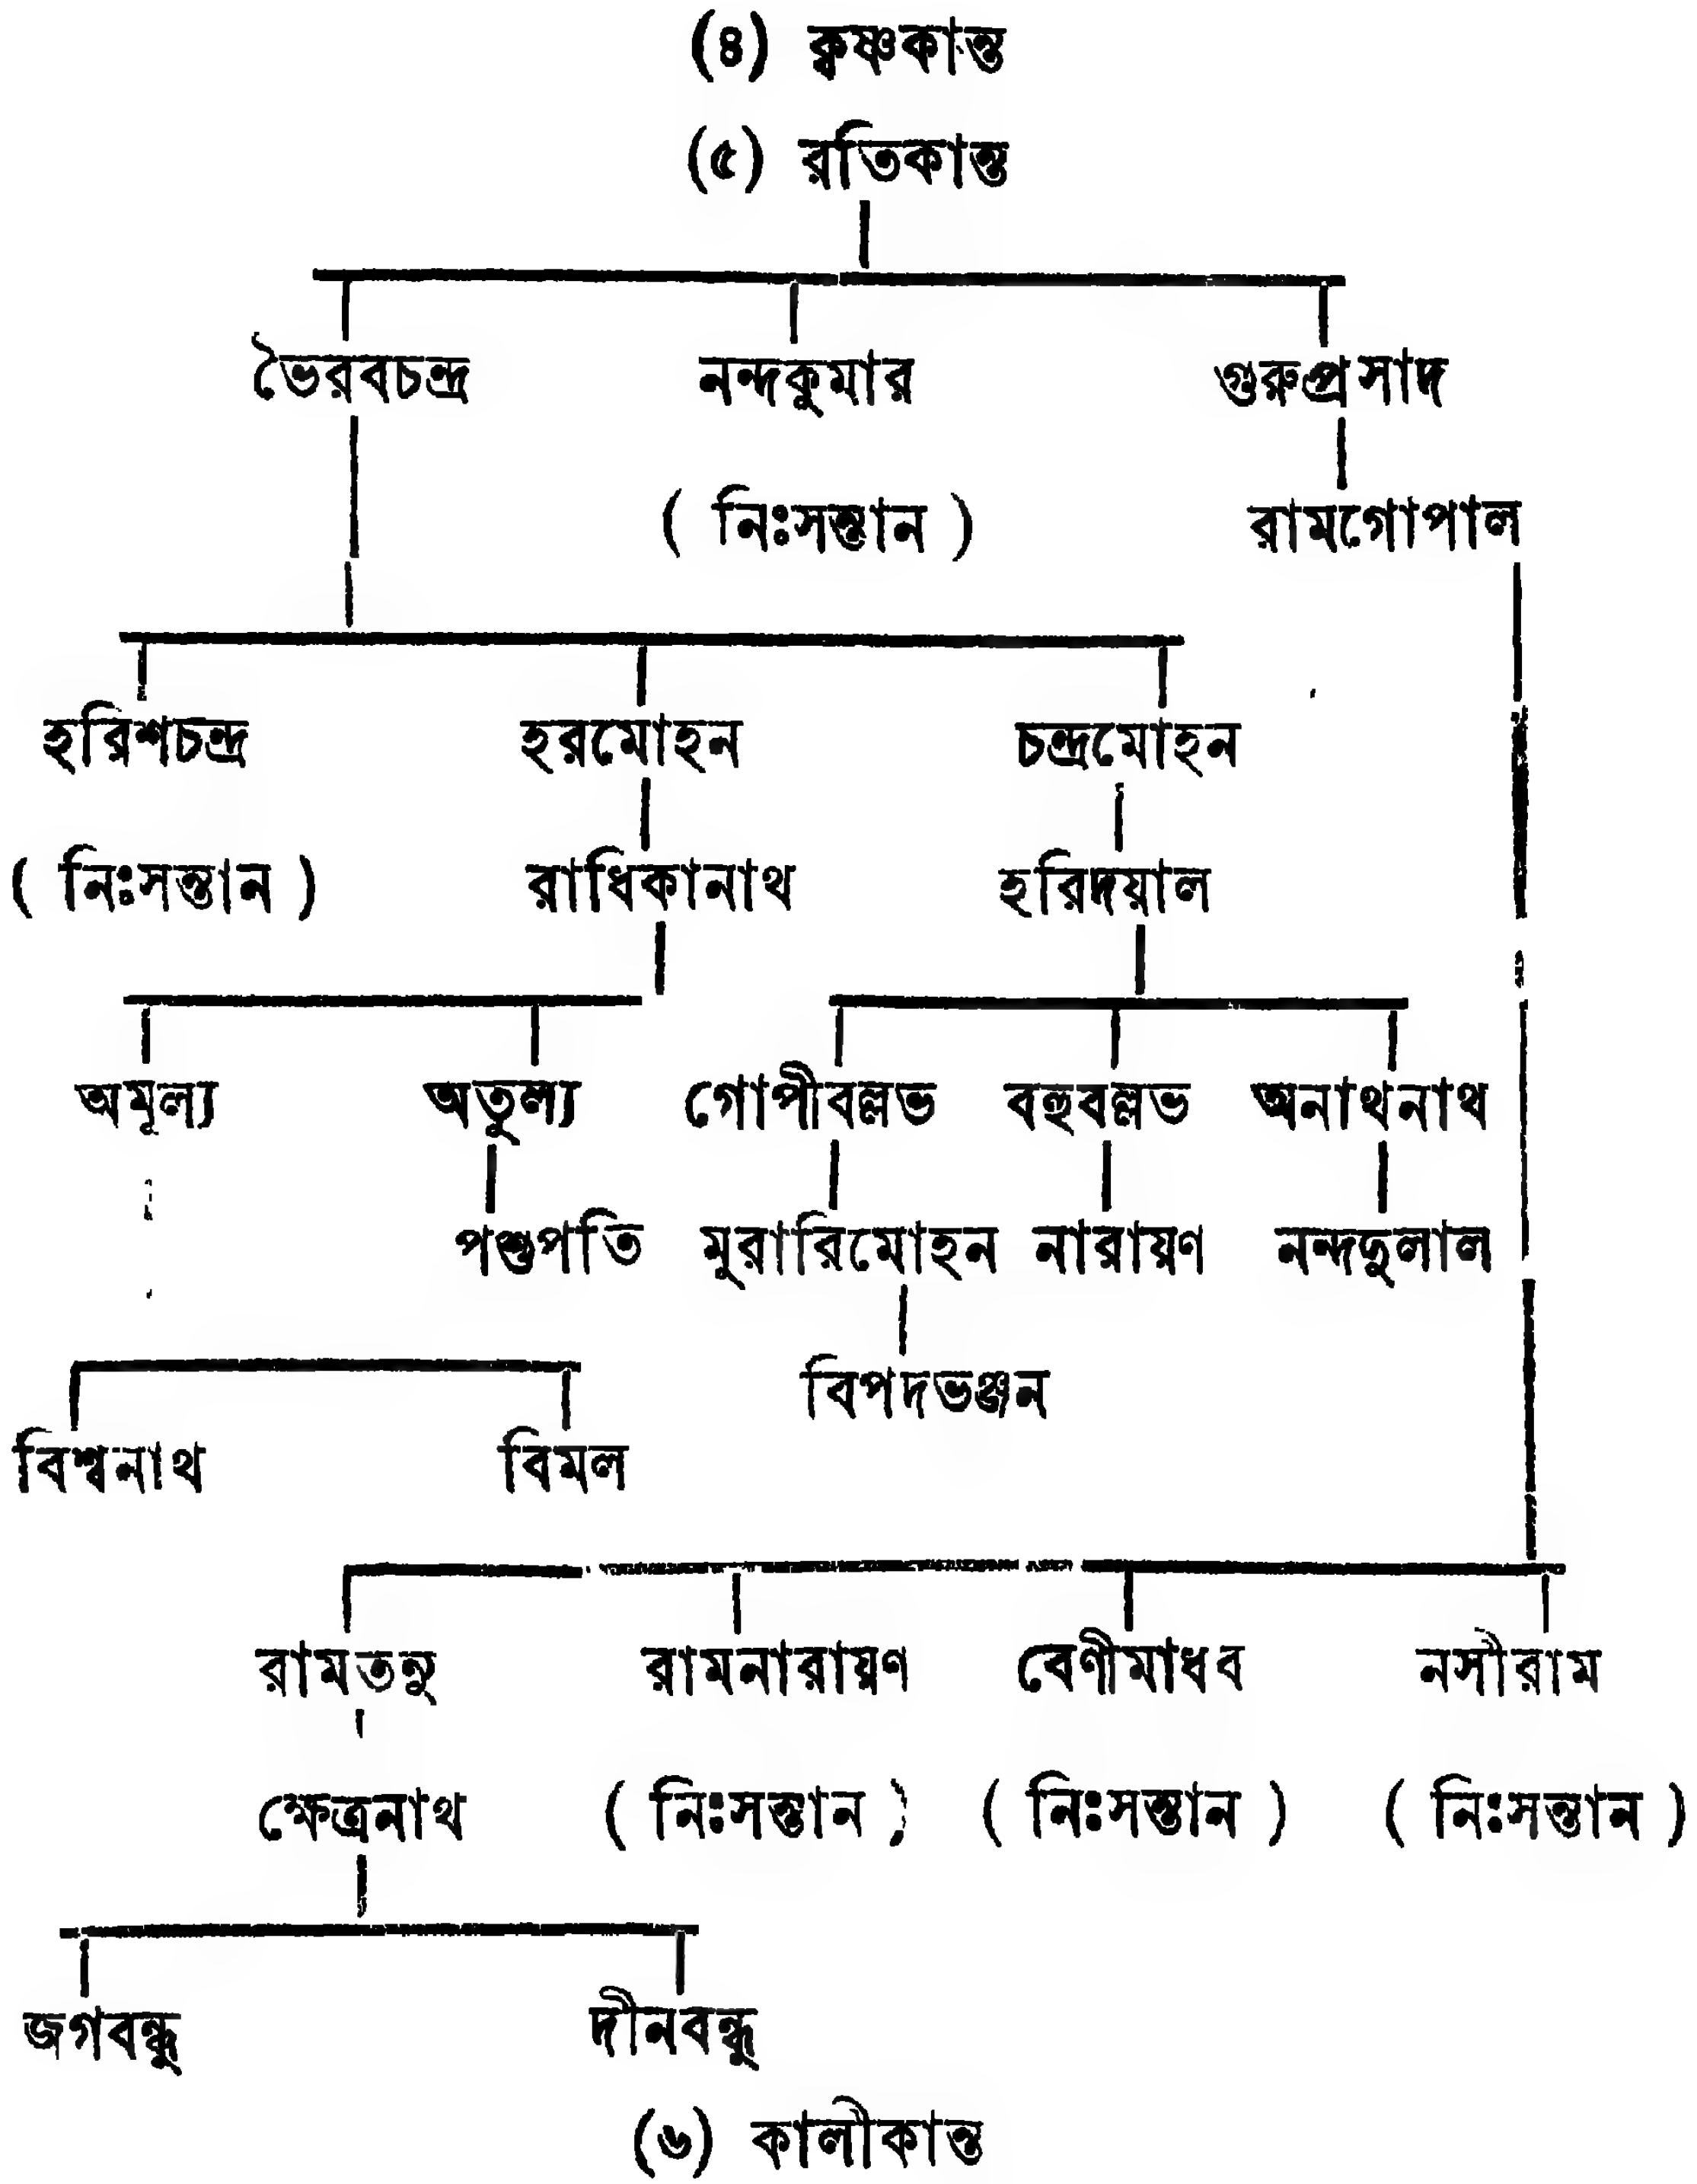 (৪) কৃষ্ণকান্ত
(৫) রতিকান্ত
ভৈরবচন্দ্র নন্দকুমার গুরুপ্রসাদ
( নিঃসন্তান ) রামগোপাল
হরিশচন্দ্র হরমোহন চন্দ্রমোহন
( নিঃসন্তান ) রাধিকানাথ হরিদয়াল
অমূল্য অতুল্য গোপীবল্লভ বহুবল্লভ অনাথনাথ
পশুপতি মুরারিমোহন নারায়ণ নন্দদুলাল
বিপদভঞ্জন
বিশ্বনাথ বিমল
রামতনু রামনারায়ণ বেণীমাধব নসীরাম
ক্ষেত্রনাথ ( নিঃসন্তান ) ( নিঃসন্তান ) ( নিঃসন্তান )
জগবন্ধু দীনবন্ধু
(৬) কালীকান্ত